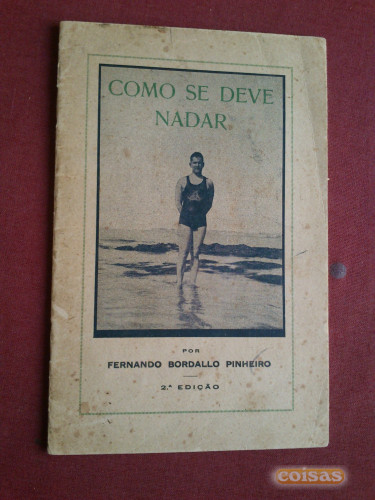 COMO SE DEVE
NADAR
POR
FERNANDO BORDALLO PINHEIRO
2.ª EDIÇÃO
coisas